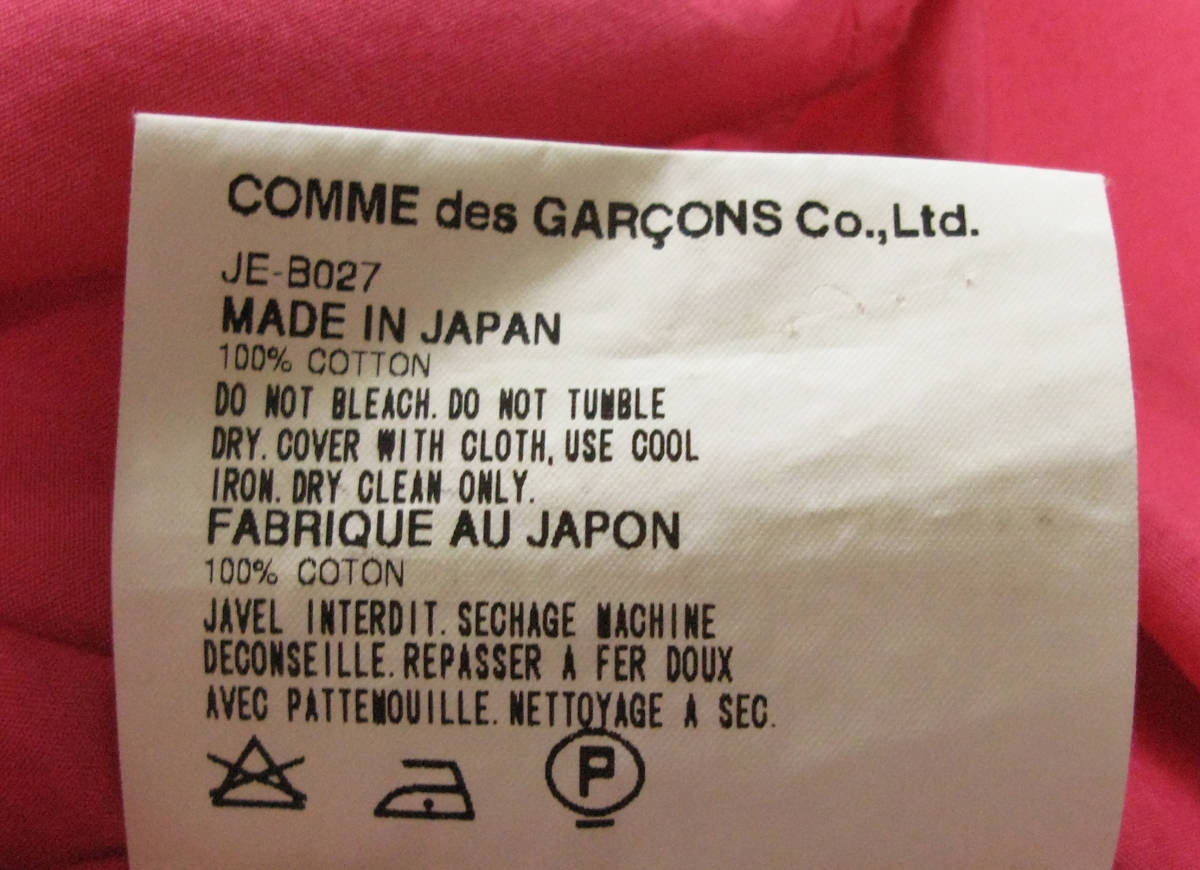 COMME des GARÇONS Co.,Ltd.
JE-B027
MADE IN JAPAN
100% COTTON
DO NOT BLEACH. DO NOT TUMBLE
DRY. COVER WITH CLOTH, USE COOL
IRON. DRY CLEAN ONLY.
FABRIQUE AU JAPON
100% COTON
JAVEL INTERDIT. SECHAGE MACHINE
DECONSEILLE. REPASSER A FER DOUX
AVEC PATTEMOUILLE. NETTOYAGE A SEC.
P